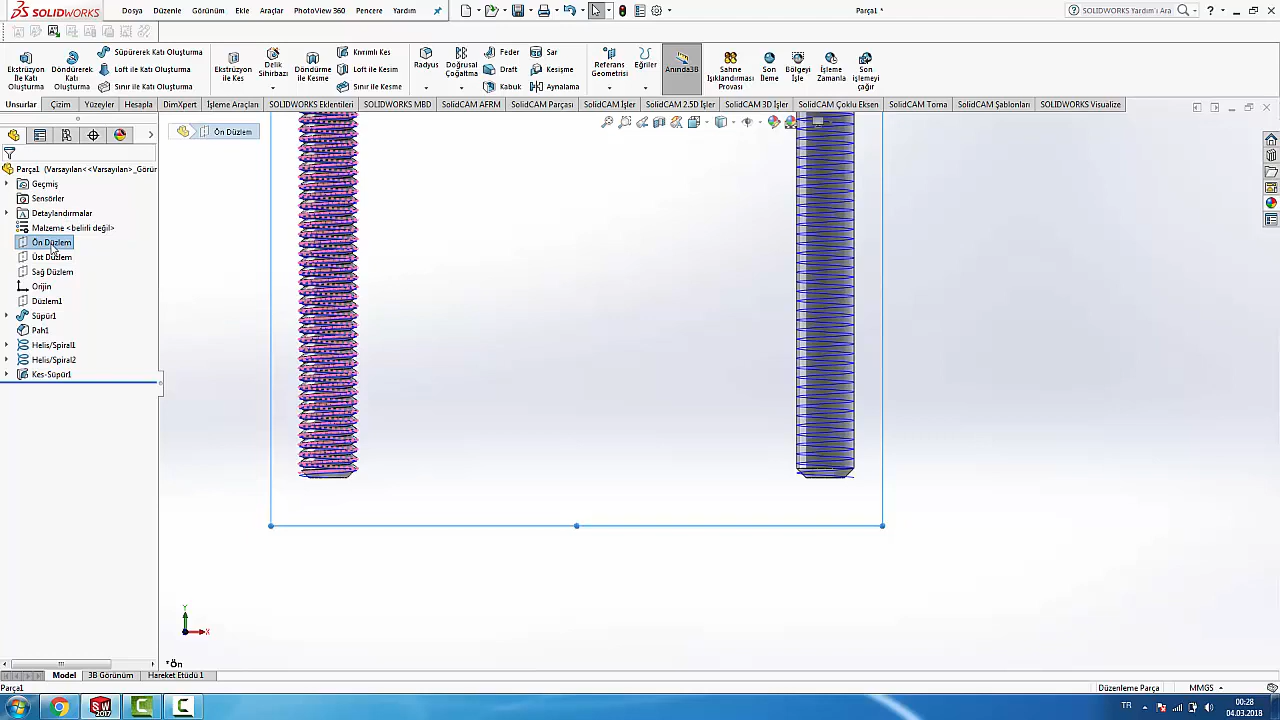 SOLIDWORKS
Dosya Düzenle Görünüm Ekle Araçlar PhotoView 360 Pencere Yardım
Parça1 *
SOLIDWORKS Yardım'ı Ara
Ekstrüzyon İle Katı Oluşturma
Döndürerek Katı Oluşturma
Süpürerek Katı Oluşturma
Loft ile Katı Oluşturma
Sınır ile Katı Oluşturma
Ekstrüzyon ile Kes
Delik Sihirbazı
Döndürme ile Kesme
Kıvrımlı Kes
Loft ile Kesim
Sınır ile Kesme
Radyus
Doğrusal Çoğaltma
Feder
Draft
Kabuk
Sar
Kesişme
Aynalama
Referans Geometrisi
Eğriler
Anında3B
Sahne Işıklandırması Provası
Son İleme
Bölgeyi İşle
İşleme Zamanla
Son işlemeyi çağır
Unsurlar Çizim Yüzeyler Hesapla DimXpert İşleme Araçları SOLIDWORKS Eklentileri SOLIDWORKS MBD SolidCAM AFRM SolidCAM Parçası SolidCAM İşler SolidCAM 2.5D İşler SolidCAM 3D İşler SolidCAM Çoklu Eksen SolidCAM Torna SolidCAM Şablonları SOLIDWORKS Visualize
Ön Düzlem
Parça1 (Varsayılan<<Varsayılan>_Görür
Geçmiş
Sensörler
Detaylandırmalar
Malzeme <belirli değil>
Ön Düzlem
Üst Düzlem
Sağ Düzlem
Orijin
Düzlem1
Süpür1
Pah1
Helis/Spiral1
Helis/Spiral2
Kes-Süpür1
Y
X
*Ön
Model 3B Görünüm Hareket Etüdü 1
Parça1
Düzenleme Parça
MMGS
SW
2017
TR
00:28
04.03.2018